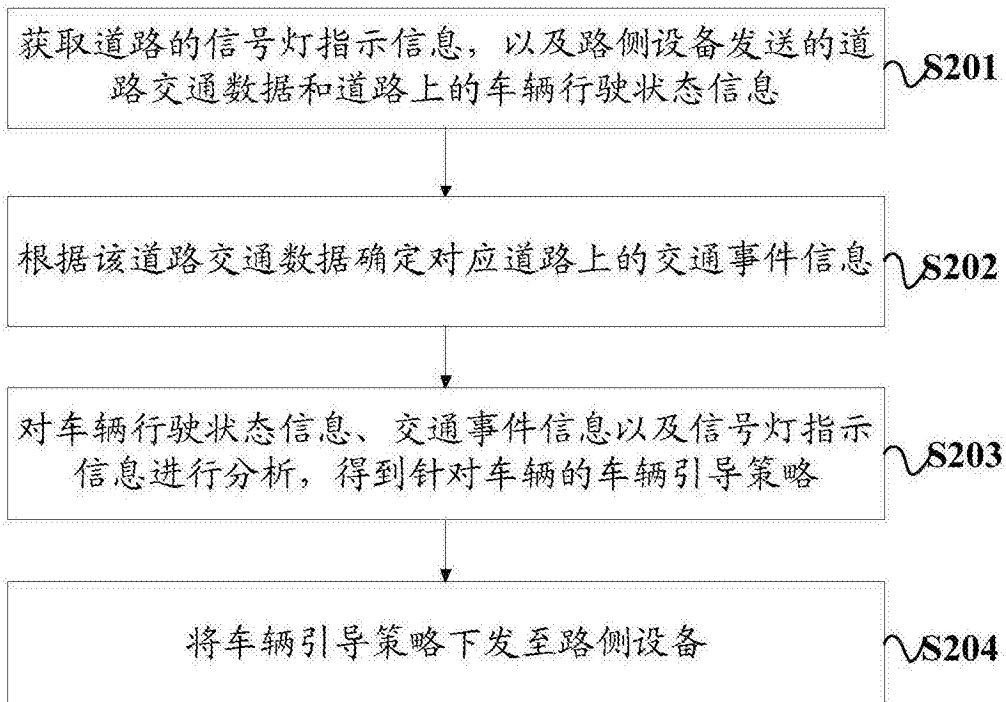 获取道路的信号灯指示信息，以及路侧设备发送的道
路交通数据和道路上的车辆行驶状态信息
S201
根据该道路交通数据确定对应道路上的交通事件信息
S202
对车辆行驶状态信息、交通事件信息以及信号灯指示
信息进行分析，得到针对车辆的车辆引导策略
S203
将车辆引导策略下发至路侧设备
S204